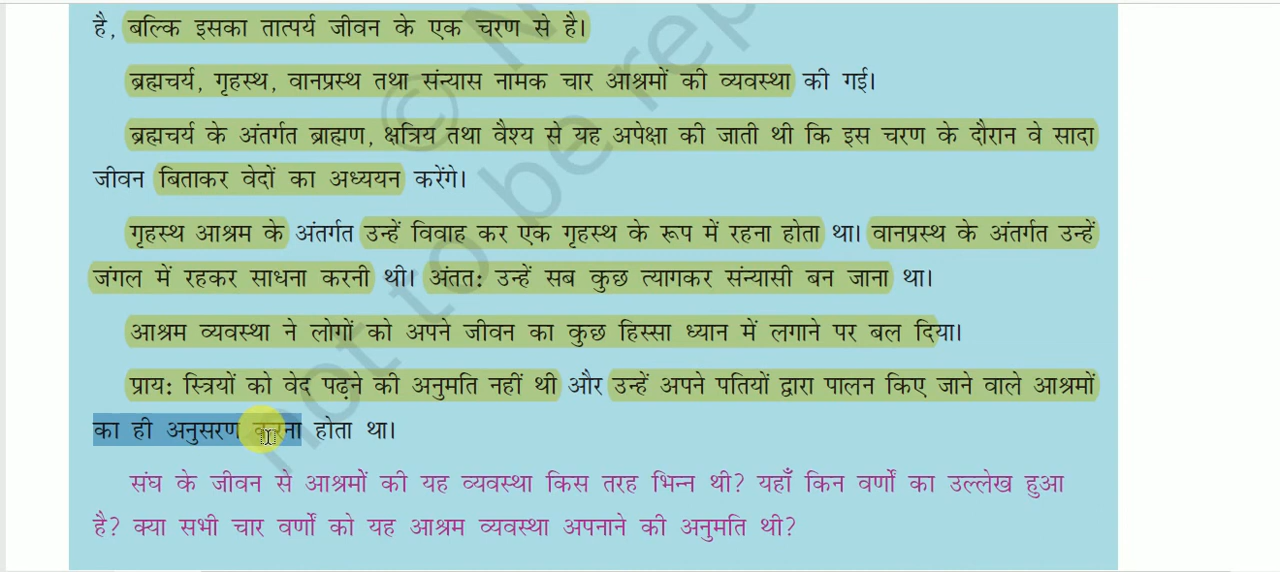 है, बल्कि इसका तात्पर्य जीवन के एक चरण से है।
ब्रह्मचर्य, गृहस्थ, वानप्रस्थ तथा संन्यास नामक चार आश्रमों की व्यवस्था की गई।
ब्रह्मचर्य के अंतर्गत ब्राह्मण, क्षत्रिय तथा वैश्य से यह अपेक्षा की जाती थी कि इस चरण के दौरान वे सादा
जीवन बिताकर वेदों का अध्ययन करेंगे।
गृहस्थ आश्रम के अंतर्गत उन्हें विवाह कर एक गृहस्थ के रूप में रहना होता था। वानप्रस्थ के अंतर्गत उन्हें
जंगल में रहकर साधना करनी थी। अंतत: उन्हें सब कुछ त्यागकर संन्यासी बन जाना था।
आश्रम व्यवस्था ने लोगों को अपने जीवन का कुछ हिस्सा ध्यान में लगाने पर बल दिया।
प्राय: स्त्रियों को वेद पढ़ने की अनुमति नहीं थी और उन्हें अपने पतियों द्वारा पालन किए जाने वाले आश्रमों
का ही अनुसरण करना होता था।
संघ के जीवन से आश्रमों की यह व्यवस्था किस तरह भिन्न थी? यहाँ किन वर्णों का उल्लेख हुआ
है? क्या सभी चार वर्णों को यह आश्रम व्यवस्था अपनाने की अनुमति थी?
© N
not to be rep